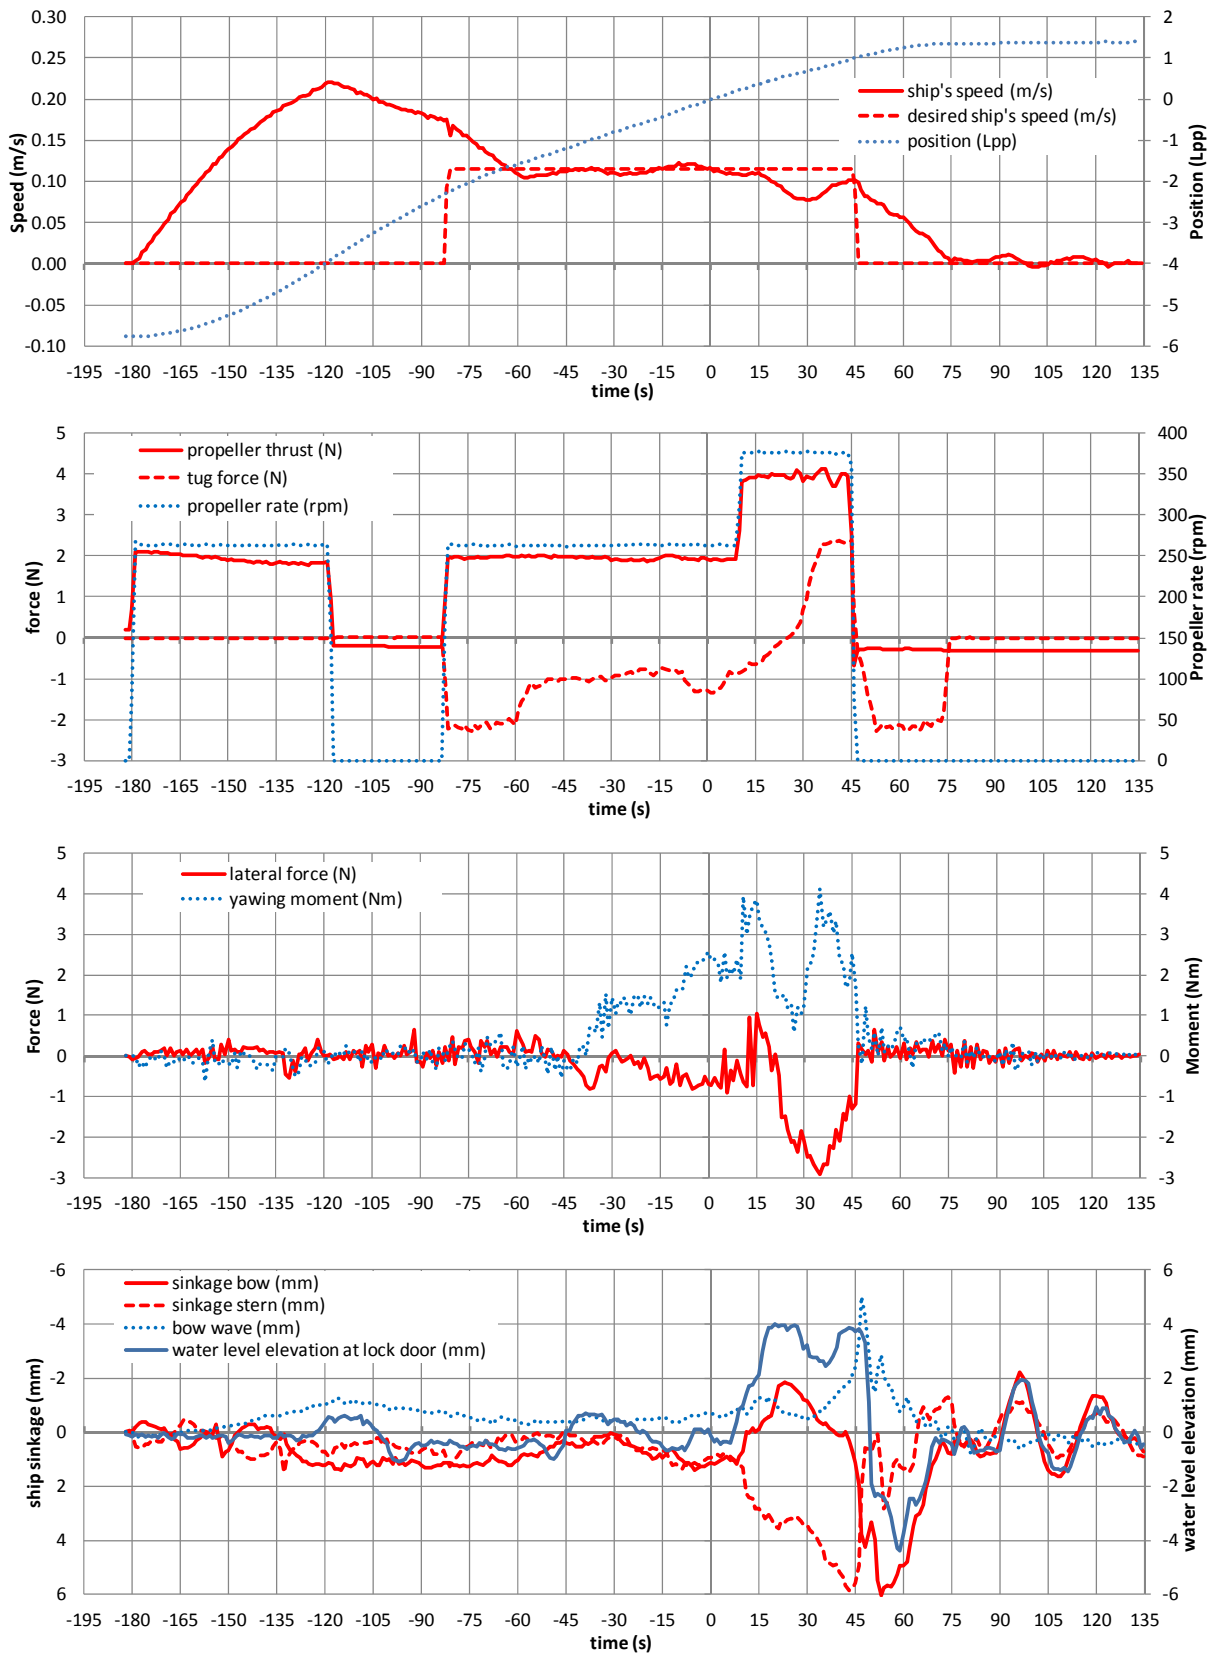 0.30
0.25
0.20
0.15
0.10
0.05
0.00
-0.05
-0.10
Speed (m/s)
2
1
0
-1
-2
-3
-4
-5
-6
Position (Lpp)
ship's speed (m/s)
desired ship's speed (m/s)
position (Lpp)
-195 -180 -165 -150 -135 -120 -105 -90 -75 -60 -45 -30 -15 0 15 30 45 60 75 90 105 120 135
time (s)
5
4
3
2
1
0
-1
-2
-3
force (N)
400
350
300
250
200
150
100
50
0
Propeller rate (rpm)
propeller thrust (N)
tug force (N)
propeller rate (rpm)
-195 -180 -165 -150 -135 -120 -105 -90 -75 -60 -45 -30 -15 0 15 30 45 60 75 90 105 120 135
time (s)
5
4
3
2
1
0
-1
-2
-3
Force (N)
5
4
3
2
1
0
-1
-2
-3
Moment (Nm)
lateral force (N)
yawing moment (Nm)
-195 -180 -165 -150 -135 -120 -105 -90 -75 -60 -45 -30 -15 0 15 30 45 60 75 90 105 120 135
time (s)
-6
-4
-2
0
2
4
6
ship sinkage (mm)
6
4
2
0
-2
-4
-6
water level elevation (mm)
sinkage bow (mm)
sinkage stern (mm)
bow wave (mm)
water level elevation at lock door (mm)
-195 -180 -165 -150 -135 -120 -105 -90 -75 -60 -45 -30 -15 0 15 30 45 60 75 90 105 120 135
time (s)